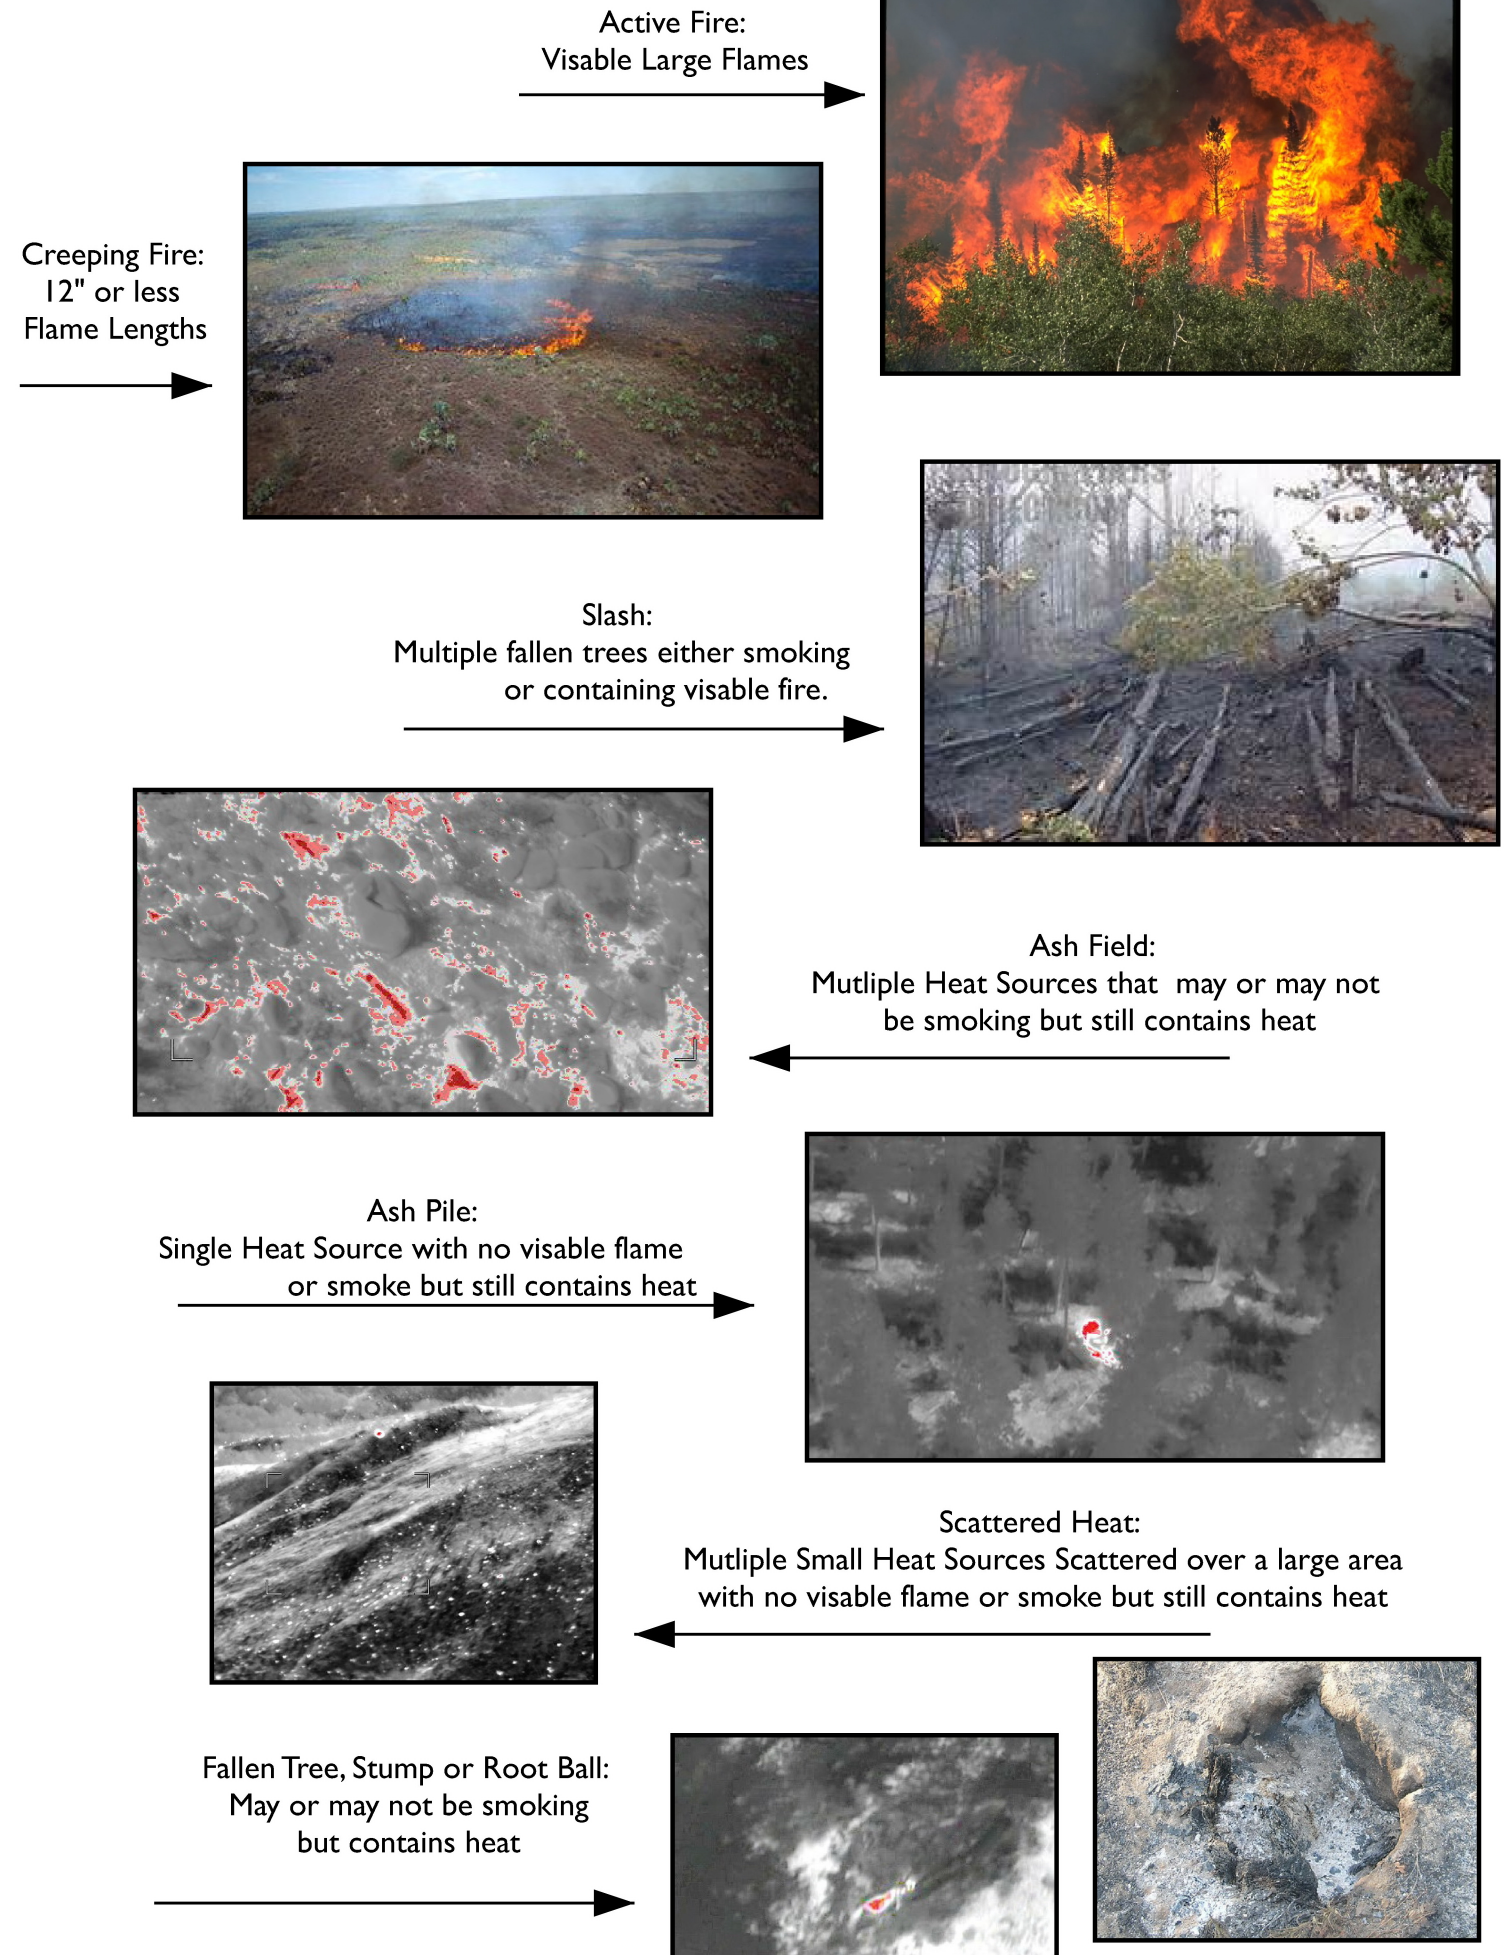 Active Fire:
Visable Large Flames
Creeping Fire:
12" or less
Flame Lengths
Slash:
Multiple fallen trees either smoking
or containing visable fire.
Ash Field:
Mutliple Heat Sources that  may or may not
be smoking but still contains heat
Ash Pile:
Single Heat Source with no visable flame
or smoke but still contains heat
Scattered Heat:
Mutliple Small Heat Sources Scattered over a large area
with no visable flame or smoke but still contains heat
Fallen Tree, Stump or Root Ball:
May or may not be smoking
but contains heat